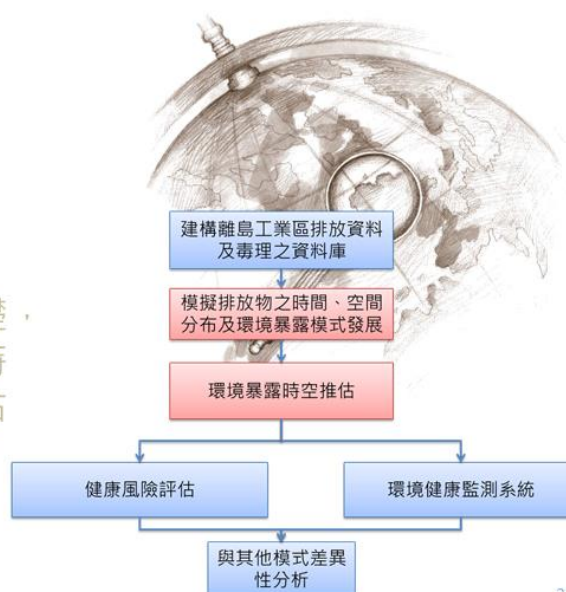 建構離島工業區排放資料
及毒理之資料庫
模擬排放物之時間、空間
分布及環境暴露模式發展
環境暴露時空推估
健康風險評估
環境健康監測系統
與其他模式差異
性分析